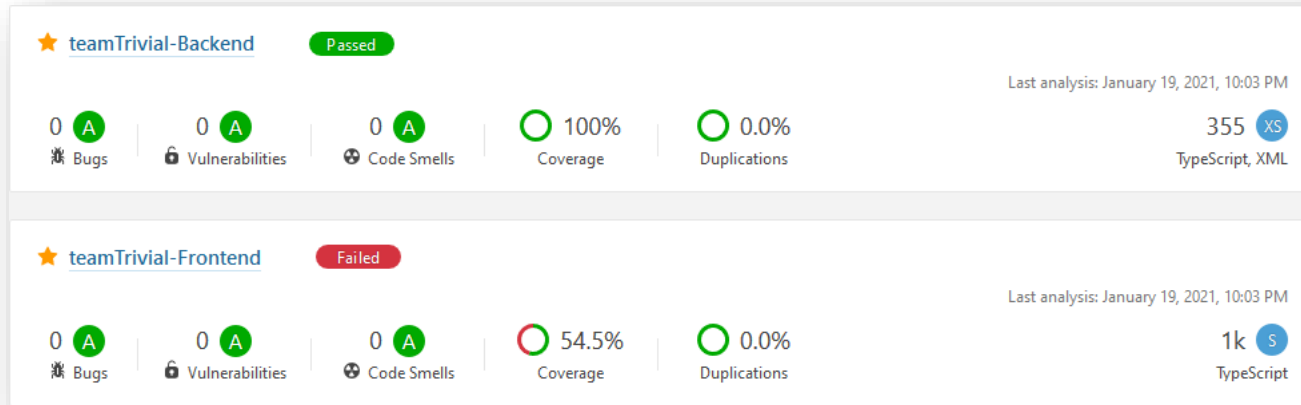 teamTrivial-Backend Passed
Last analysis: January 19, 2021, 10:03 PM
0 A 0 A 0 A 100% 0.0% 355 XS
Bugs Vulnerabilities Code Smells Coverage Duplications TypeScript, XML
teamTrivial-Frontend Failed
Last analysis: January 19, 2021, 10:03 PM
0 A 0 A 0 A 54.5% 0.0% 1k S
Bugs Vulnerabilities Code Smells Coverage Duplications TypeScript